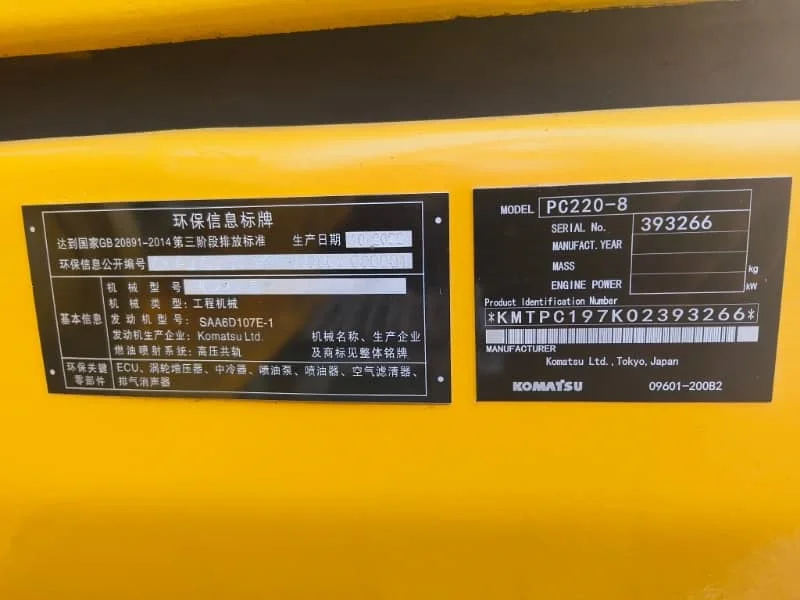 环保信息标牌
达到国家GB 20891-2014 第三阶段排放标准 生产日期
环保信息公开编号
基本信息
机械型号
机械类型: 工程机械
发动机型号: SAA6D107E-1
发动机生产企业: Komatsu Ltd. 机械名称、生产企业
燃油喷射系统: 高压共轨 及商标见整体铭牌
环保关键 ECU、涡轮增压器、中冷器、喷油泵、喷油器、空气滤清器、
零部件 排气消声器
MODEL PC220-8
SERIAL No. 393266
MANUFACT.YEAR
MASS kg
ENGINE POWER kW
Product Identification Number
*KMTPC197K02393266*
MANUFACTURER
Komatsu Ltd.,Tokyo,Japan
KOMATSU 09601-200B2